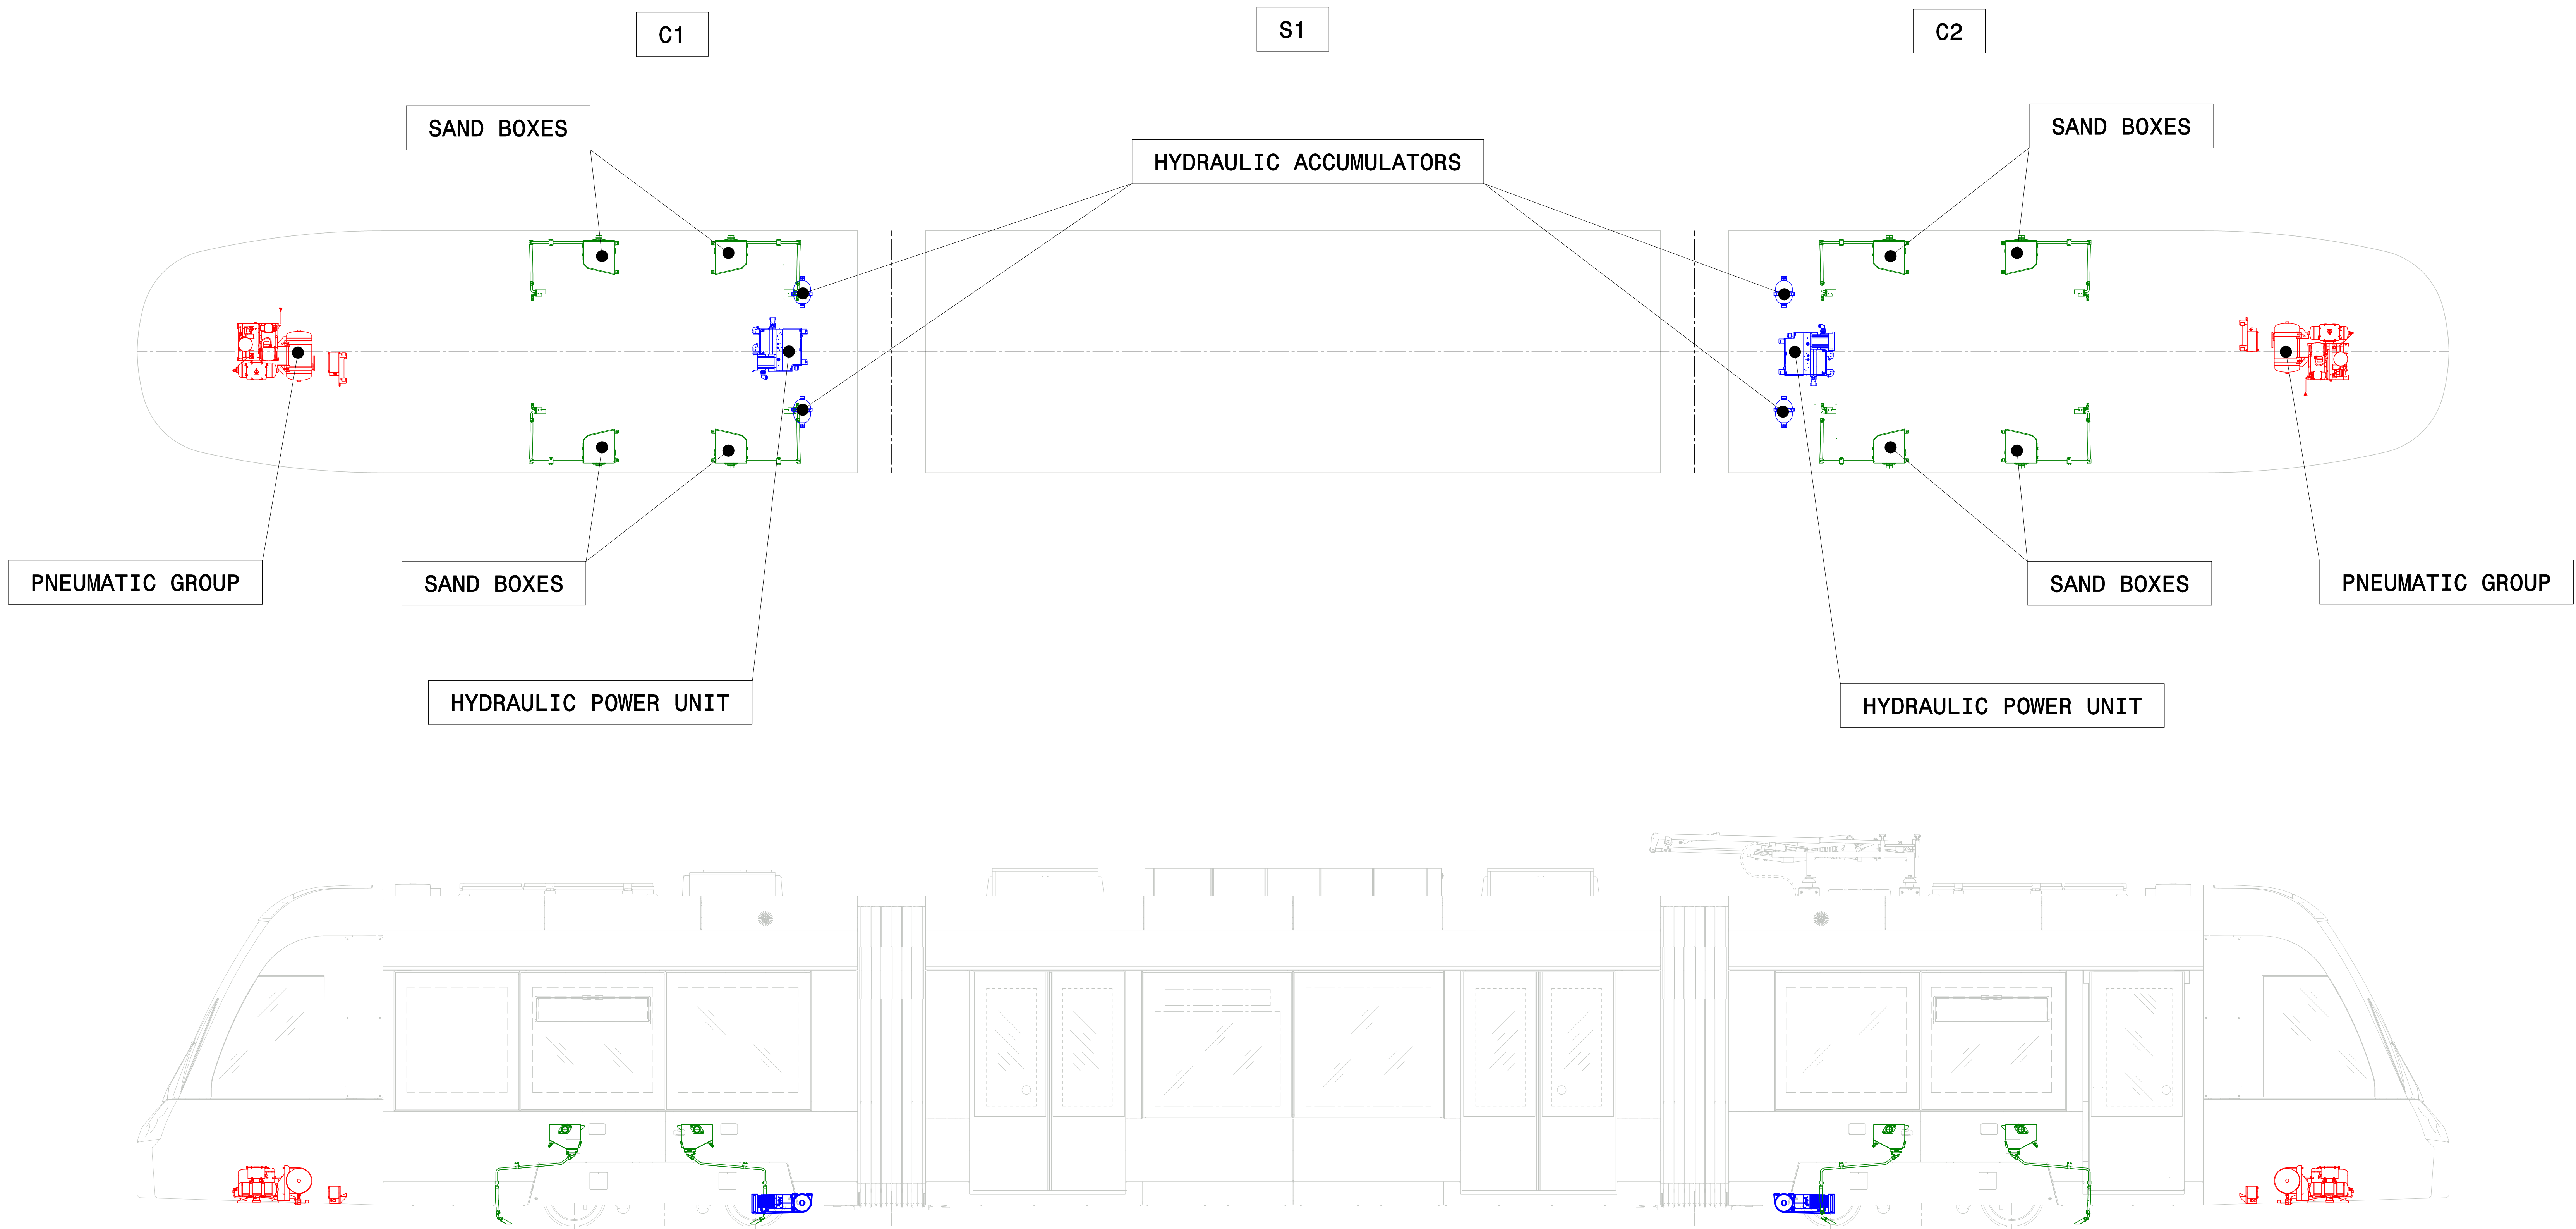 C1
S1
C2
SAND BOXES
SAND BOXES
HYDRAULIC ACCUMULATORS
PNEUMATIC GROUP
SAND BOXES
SAND BOXES
PNEUMATIC GROUP
HYDRAULIC POWER UNIT
HYDRAULIC POWER UNIT